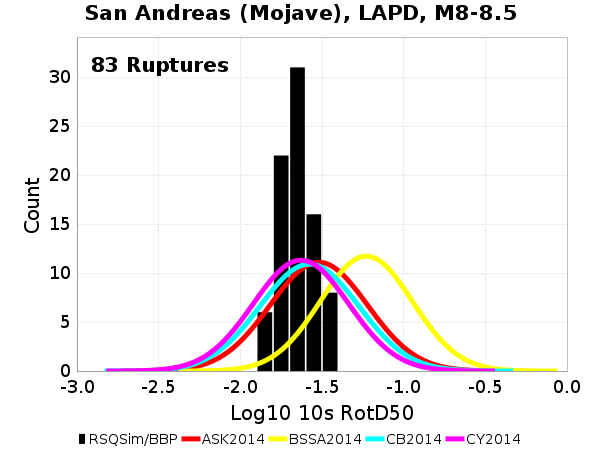 San Andreas (Mojave), LAPD, M8-8.5
83 Ruptures
30
25
20
15
10
5
0
Count
-3.0 -2.5 -2.0 -1.5 -1.0 -0.5 0.0
Log10 10s RotD50
RSQSim/BBP ASK2014 BSSA2014 CB2014 CY2014